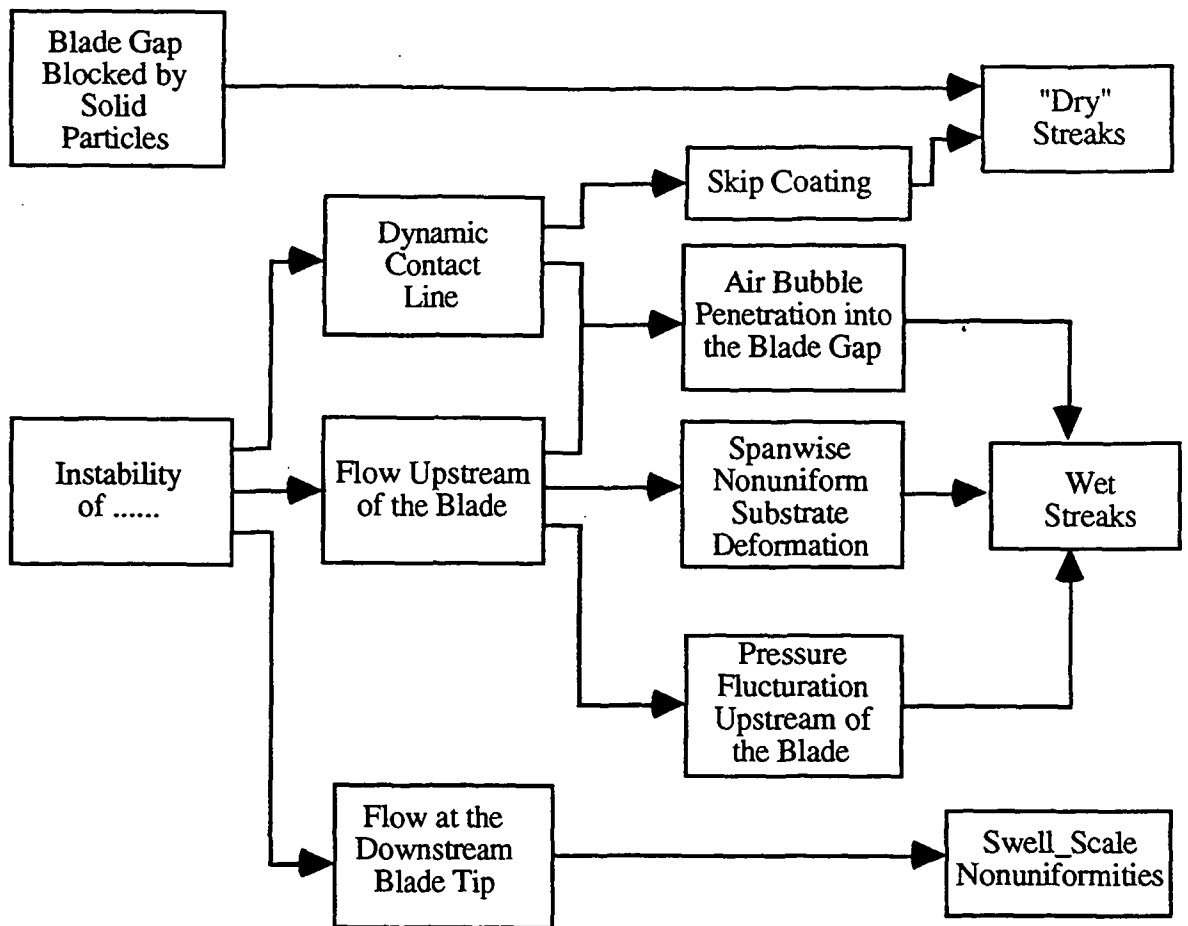 Blade Gap
Blocked by
Solid
Particles
"Dry"
Streaks
Skip Coating
Dynamic
Contact
Line
Air Bubble
Penetration into
the Blade Gap
Instability
of ......
Flow Upstream
of the Blade
Spanwise
Nonuniform
Substrate
Deformation
Wet
Streaks
Pressure
Flucturation
Upstream of
the Blade
Flow at the
Downstream
Blade Tip
Swell_Scale
Nonuniformities